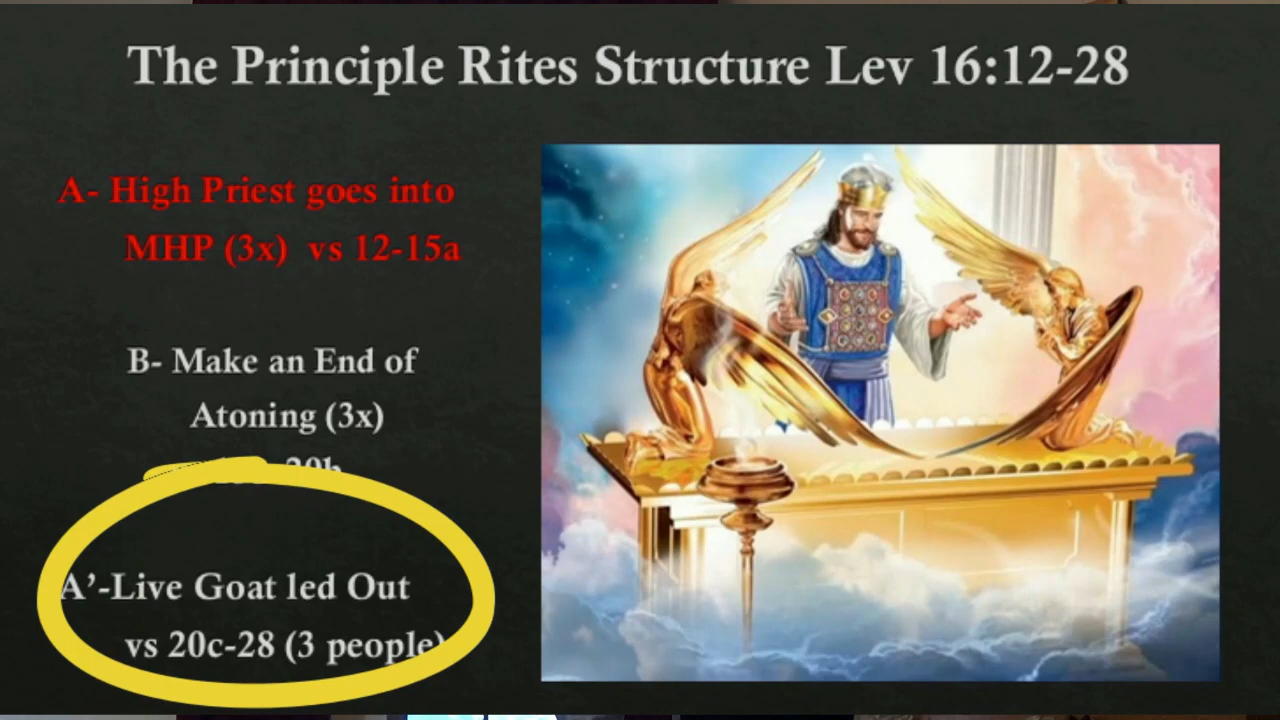 The Principle Rites Structure Lev 16:12-28
A- High Priest goes into
MHP (3x) vs 12-15a
B- Make an End of
Atoning (3x)
20b
A’-Live Goat led Out
vs 20c-28 (3 people)